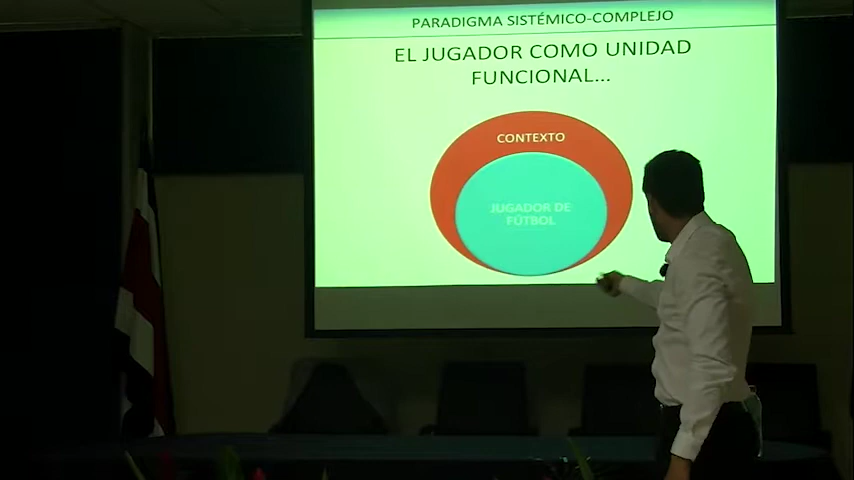 PARADIGMA SISTÉMICO-COMPLEJO
EL JUGADOR COMO UNIDAD
FUNCIONAL...
CONTEXTO
JUGADOR DE
FÚTBOL